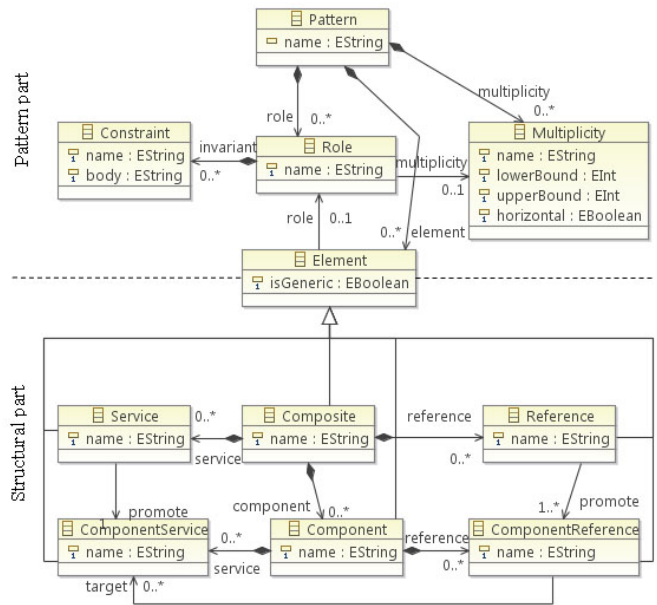 Pattern
name : EString
multiplicity
0..*
role
0..*
Pattern part
Constraint
name : EString
body : EString
invariant
0..*
Role
name : EString
multiplicity
0..1
Multiplicity
name : EString
lowerBound : EInt
upperBound : EInt
horizontal : EBoolean
role
0..1
0..*
element
Element
isGeneric : EBoolean
Structural part
Service
name : EString
0..*
service
Composite
name : EString
reference
0..*
Reference
name : EString
component
0..*
1
promote
1..*
promote
ComponentService
name : EString
0..*
service
Component
name : EString
reference
0..*
ComponentReference
name : EString
target
0..*